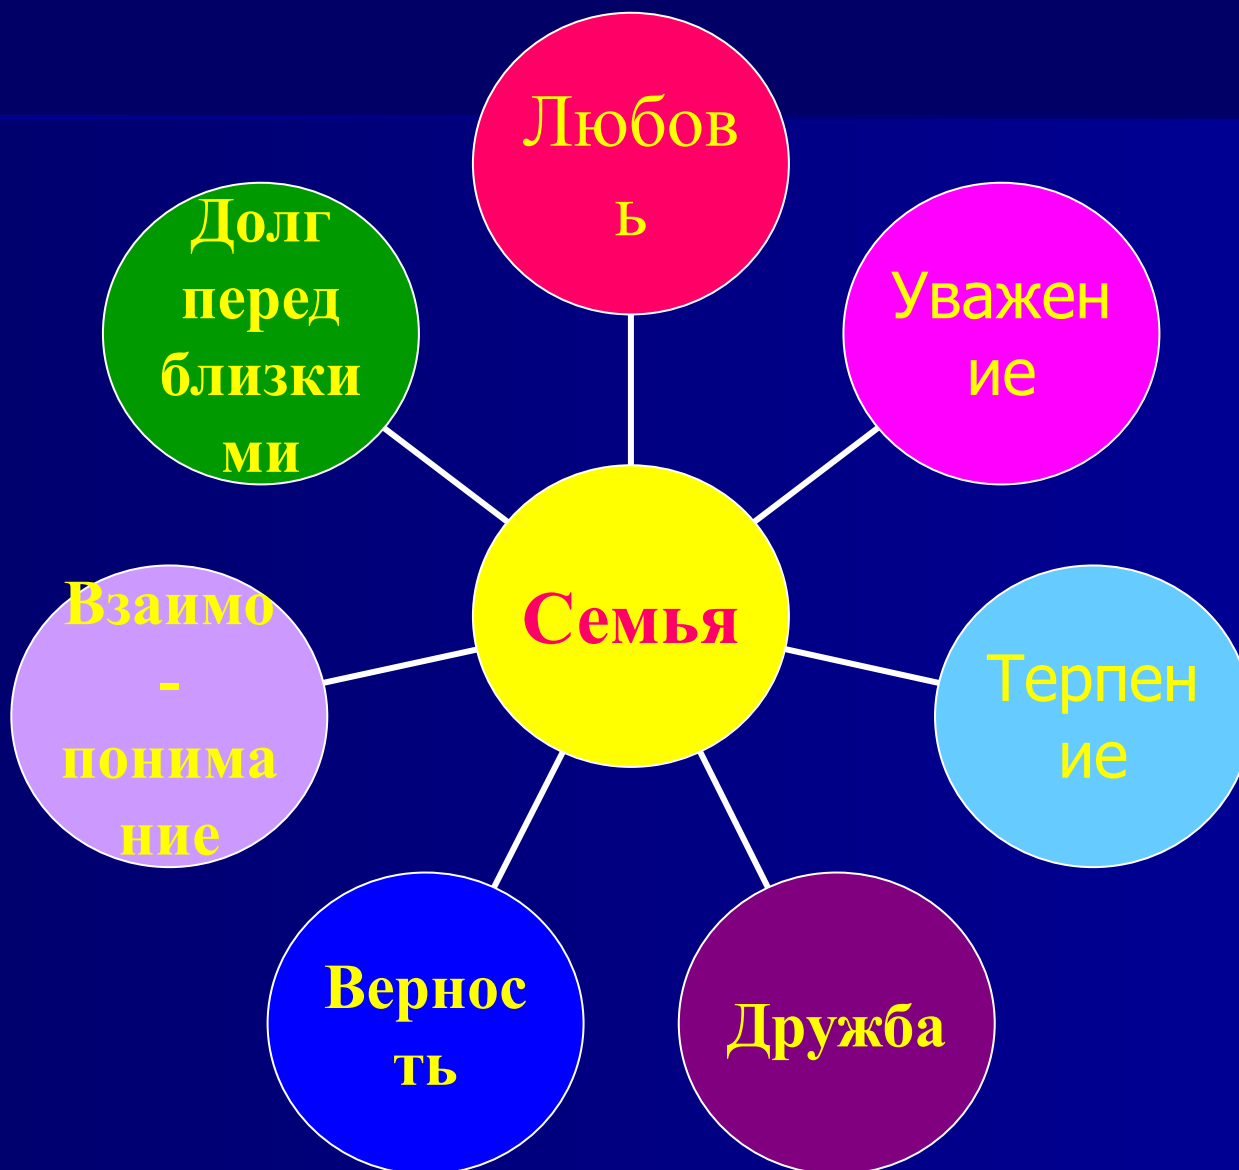 Любов
ь
Уважен
ие
Терпен
ие
Дружба
Вернос
ть
Взаимо
-
понима
ние
Долг
перед
близки
ми
Семья